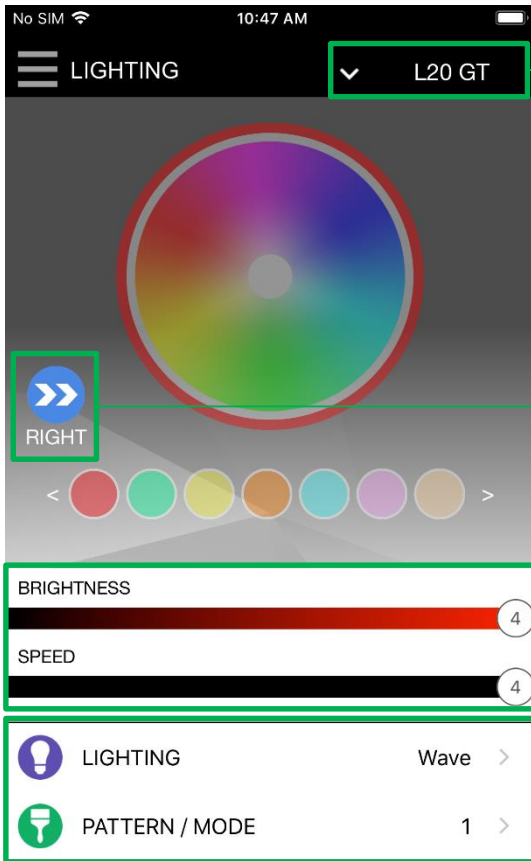 No SIM 10:47 AM
LIGHTING L20 GT
RIGHT
< >
BRIGHTNESS
4
SPEED
4
LIGHTING Wave >
PATTERN / MODE 1 >